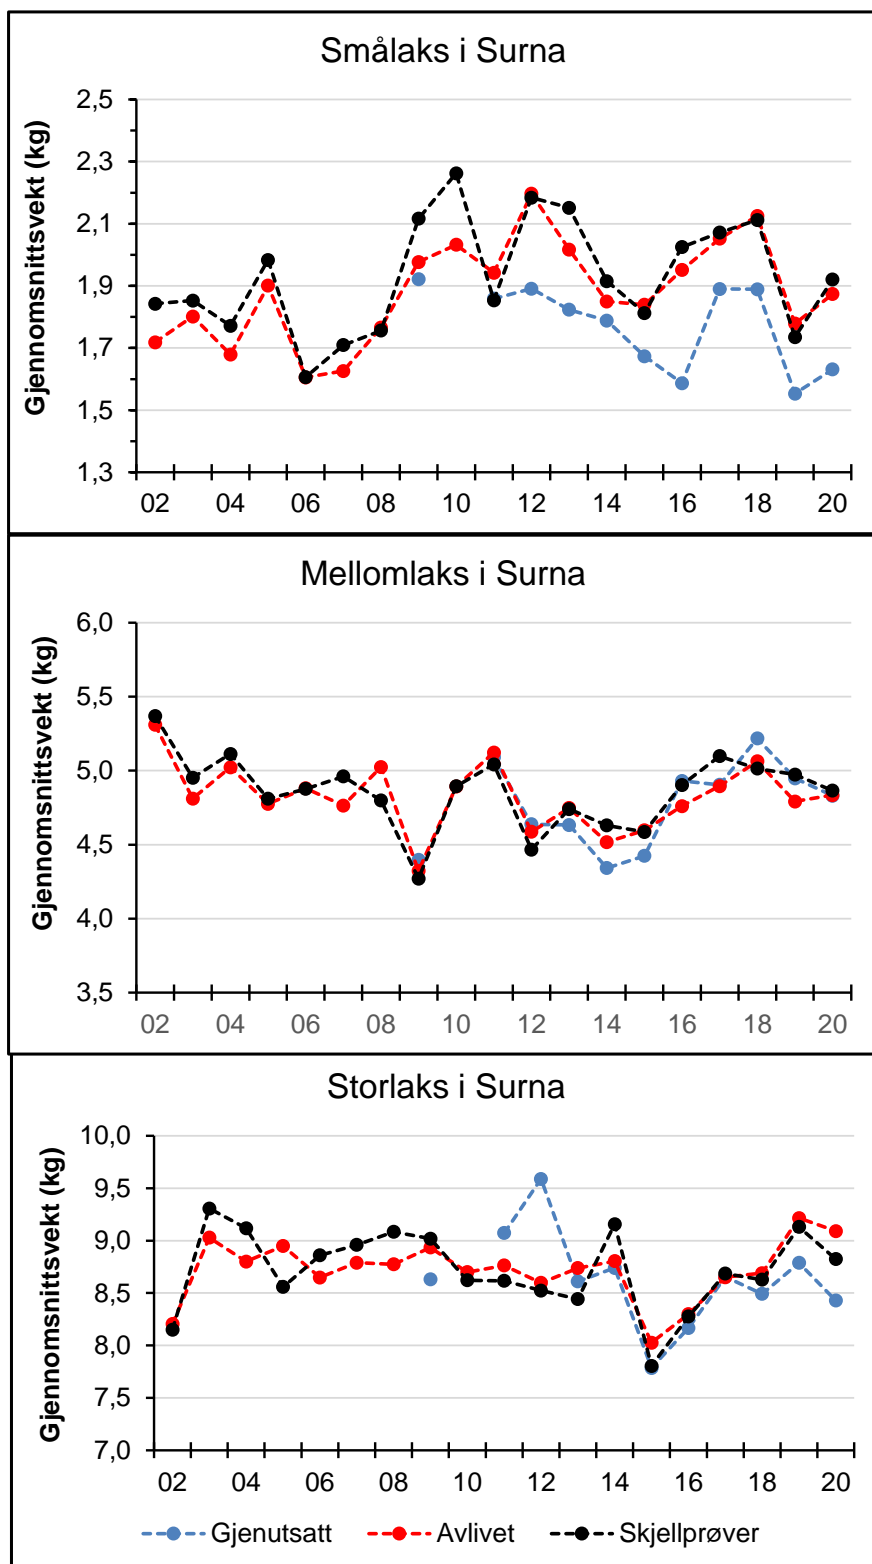 Smålaks i Surna
Gjennomsnittsvekt (kg)
2,5
2,3
2,1
1,9
1,7
1,5
1,3
02 04 06 08 10 12 14 16 18 20
Mellomlaks i Surna
Gjennomsnittsvekt (kg)
6,0
5,5
5,0
4,5
4,0
3,5
02 04 06 08 10 12 14 16 18 20
Storlaks i Surna
Gjennomsnittsvekt (kg)
10,0
9,5
9,0
8,5
8,0
7,5
7,0
02 04 06 08 10 12 14 16 18 20
Gjenutsatt Avlivet Skjellprøver